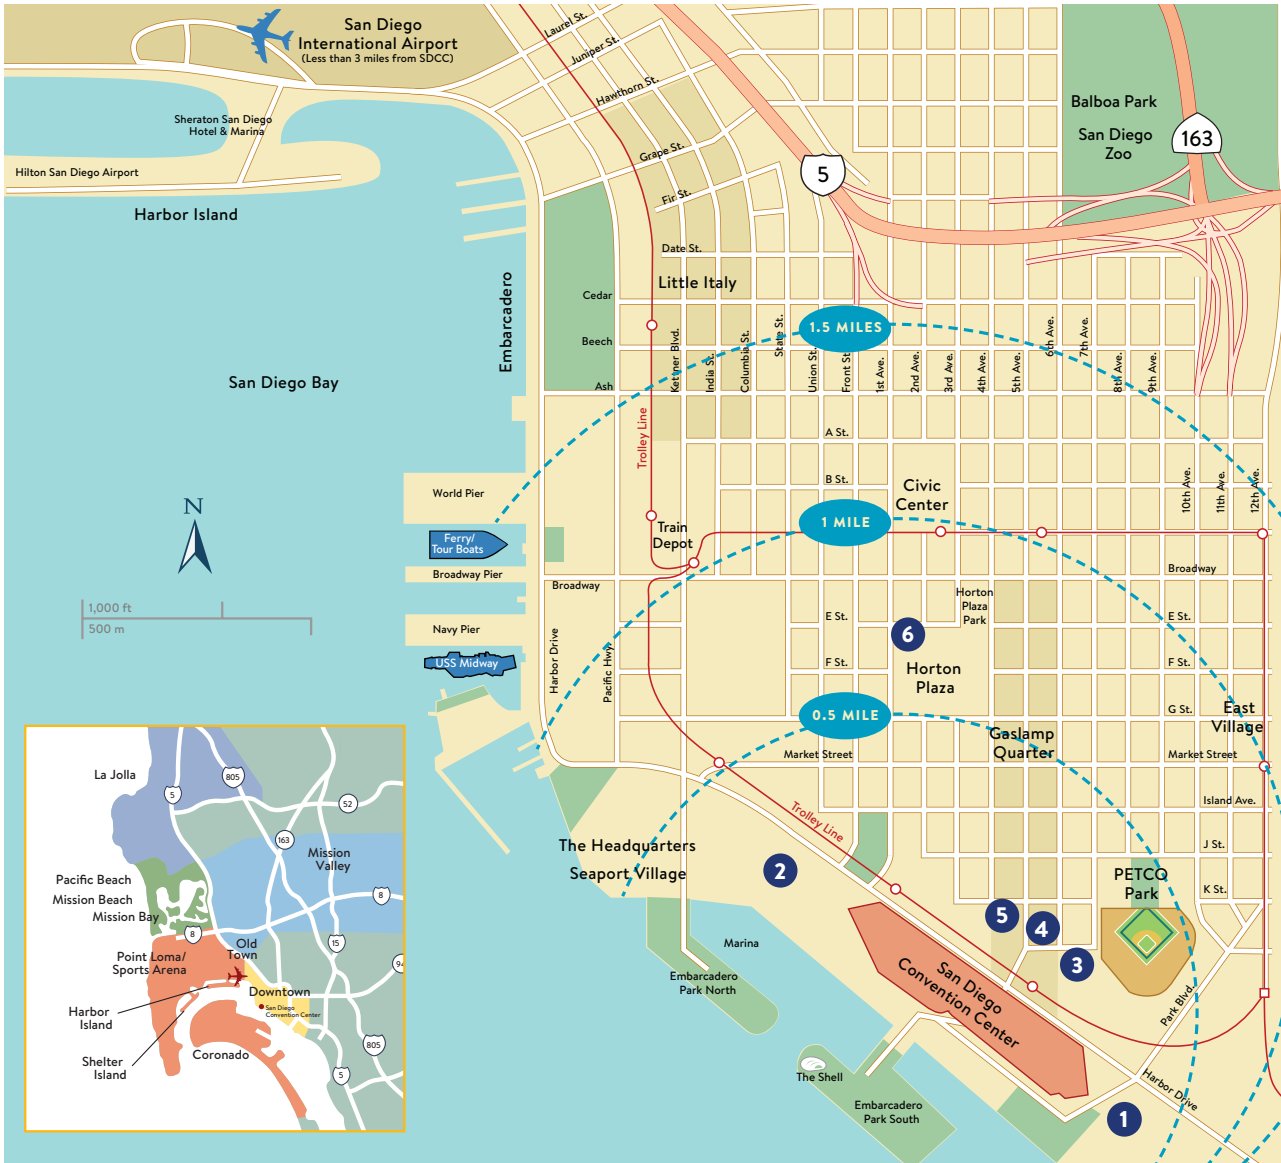 San Diego
International Airport
(Less than 3 miles from SDCC)
Laurel St.
Juniper St.
Hawthorn St.
Grape St.
Fir St.
Date St.
Sheraton San Diego
Hotel & Marina
Hilton San Diego Airport
Harbor Island
Balboa Park
San Diego
Zoo
163
5
Little Italy
Embarcadero
Cedar
Beech
Ash
San Diego Bay
1.5 MILES
Kettner Blvd.
India St.
Columbia St.
State St.
Union St.
Front St.
1st Ave.
2nd Ave.
3rd Ave.
4th Ave.
5th Ave.
6th Ave.
7th Ave.
8th Ave.
9th Ave.
10th Ave.
11th Ave.
12th Ave.
Trolley Line
A St.
B St.
Civic
Center
N
World Pier
Ferry/
Tour Boats
Broadway Pier
Navy Pier
USS Midway
Train
Depot
1 MILE
Broadway
Broadway
1,000 ft
500 m
Harbor Drive
Pacific Hwy.
Horton
Plaza
Park
E St.
E St.
6
F St.
F St.
Horton
Plaza
0.5 MILE
G St.
East
Village
Gaslamp
Quarter
Market Street
Market Street
Island Ave.
Trolley Line
J St.
K St.
The Headquarters
Seaport Village
2
PETCO
Park
5
4
3
Marina
Embarcadero
Park North
San Diego
Convention Center
Park Blvd.
Harbor Drive
The Shell
Embarcadero
Park South
1
La Jolla
805
5
52
163
Mission
Valley
Pacific Beach
Mission Beach
Mission Bay
8
8
15
94
Old
Town
Point Loma/
Sports Arena
Downtown
San Diego
Convention Center
Harbor
Island
Shelter
Island
Coronado
805
5